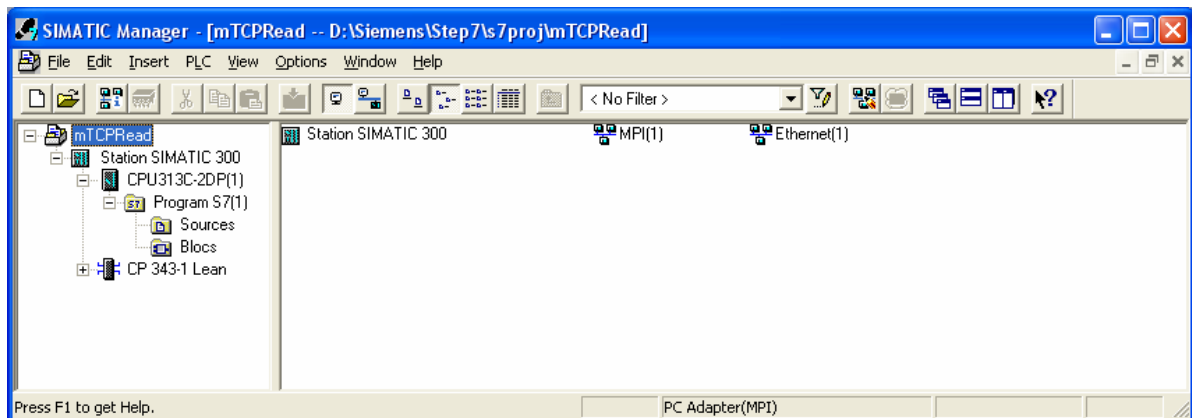 SIMATIC Manager - [mTCPRead -- D:\Siemens\Step7\s7proj\mTCPRead]
File Edit Insert PLC View Options Window Help
< No Filter >
mTCPRead
Station SIMATIC 300
CPU313C-2DP(1)
S7 Program S7(1)
Sources
Blocs
CP 343-1 Lean
Station SIMATIC 300 MPI(1) Ethernet(1)
Press F1 to get Help. PC Adapter(MPI)